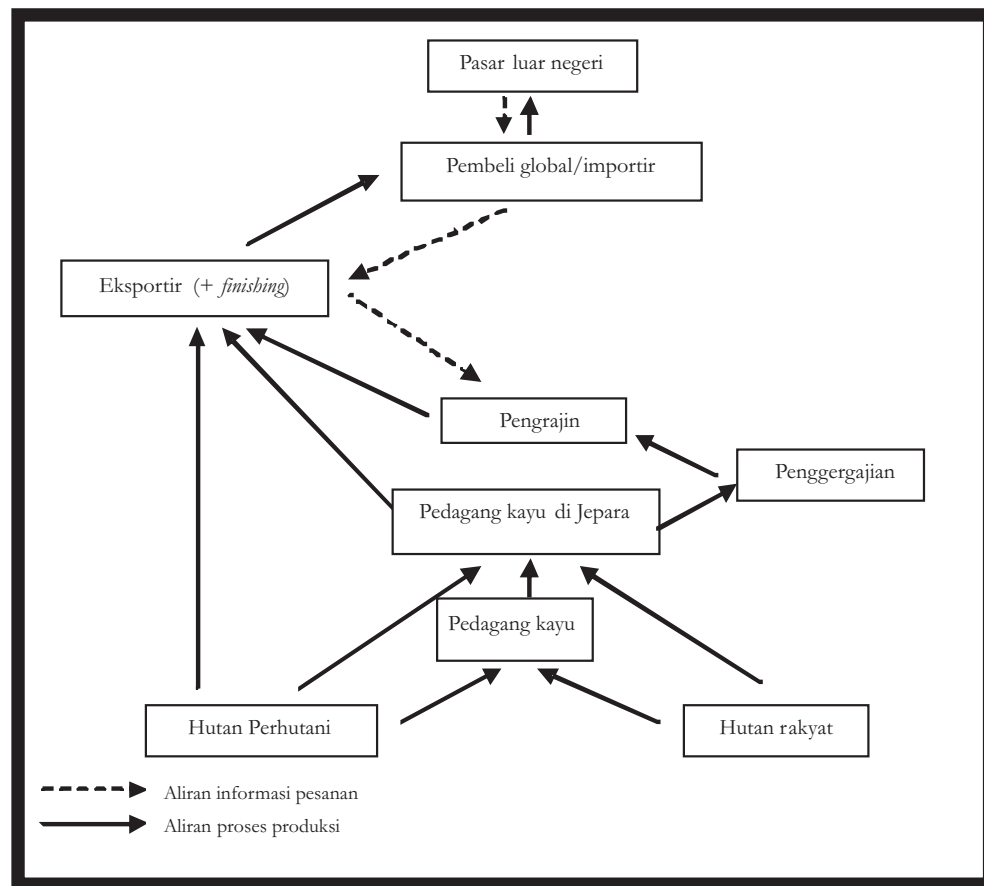 Pasar luar negeri
Pembeli global/importir
Eksportir (+ finishing)
Pengrajin
Penggergajian
Pedagang kayu di Jepara
Pedagang kayu
Hutan Perhutani
Hutan rakyat
Aliran informasi pesanan
Aliran proses produksi